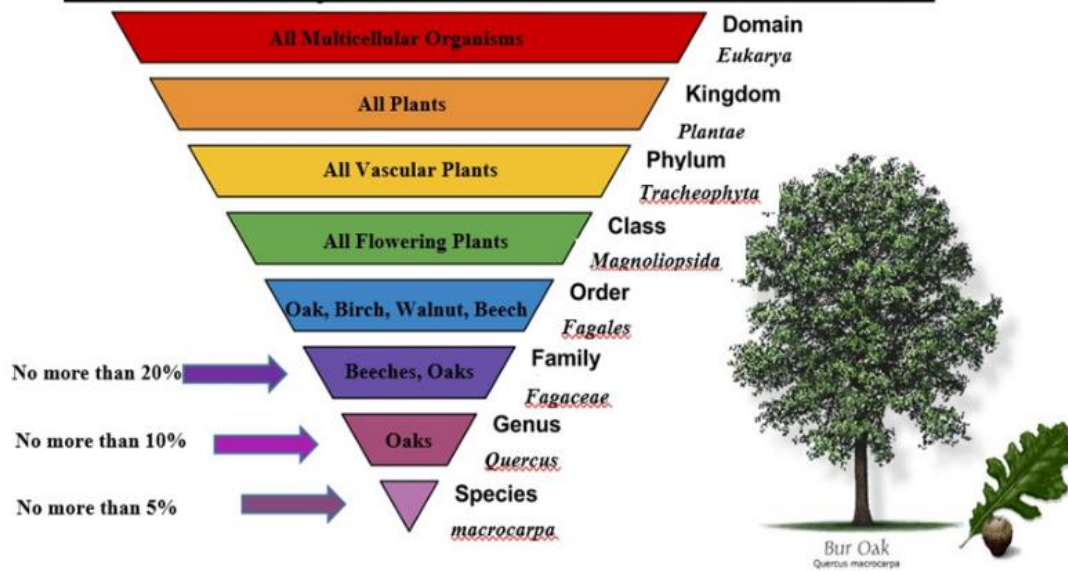 All Multicellular Organisms
Domain
Eukarya
All Plants
Kingdom
Plantae
All Vascular Plants
Phylum
Tracheophyta
All Flowering Plants
Class
Magnoliopsida
Oak, Birch, Walnut, Beech
Order
Fagales
No more than 20%
Beeches, Oaks
Family
Fagaceae
No more than 10%
Oaks
Genus
Quercus
No more than 5%
Species
macrocarpa
Bur Oak
Quercus macrocarpa